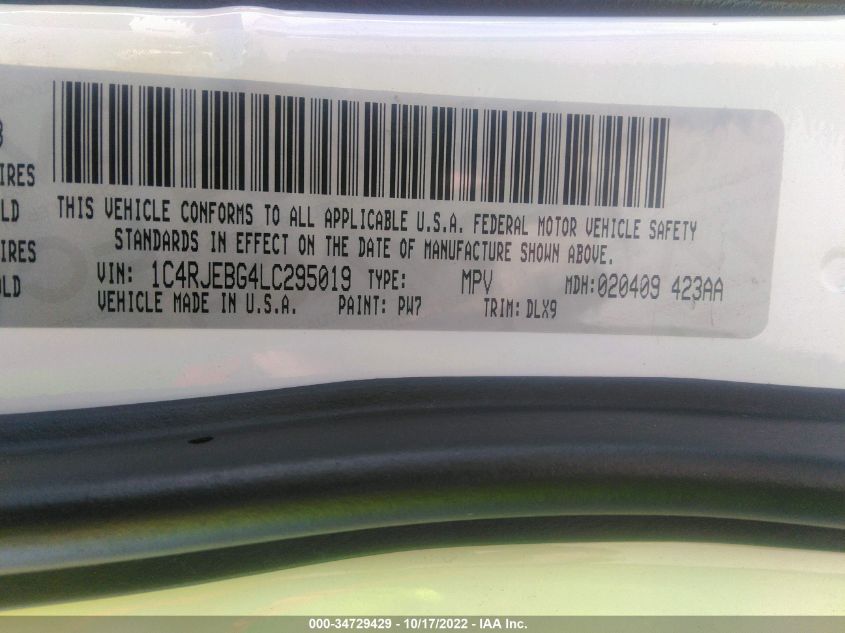 IRES
OLD
IRES
OLD
THIS VEHICLE CONFORMS TO ALL APPLICABLE U.S.A. FEDERAL MOTOR VEHICLE SAFETY
STANDARDS IN EFFECT ON THE DATE OF MANUFACTURE SHOWN ABOVE.
VIN: 1C4RJEBG4LC295019 TYPE: MPV MDH:020409 423AA
VEHICLE MADE IN U.S.A. PAINT: PW7 TRIM: DLX9
000-34729429 - 10/17/2022 - IAA Inc.